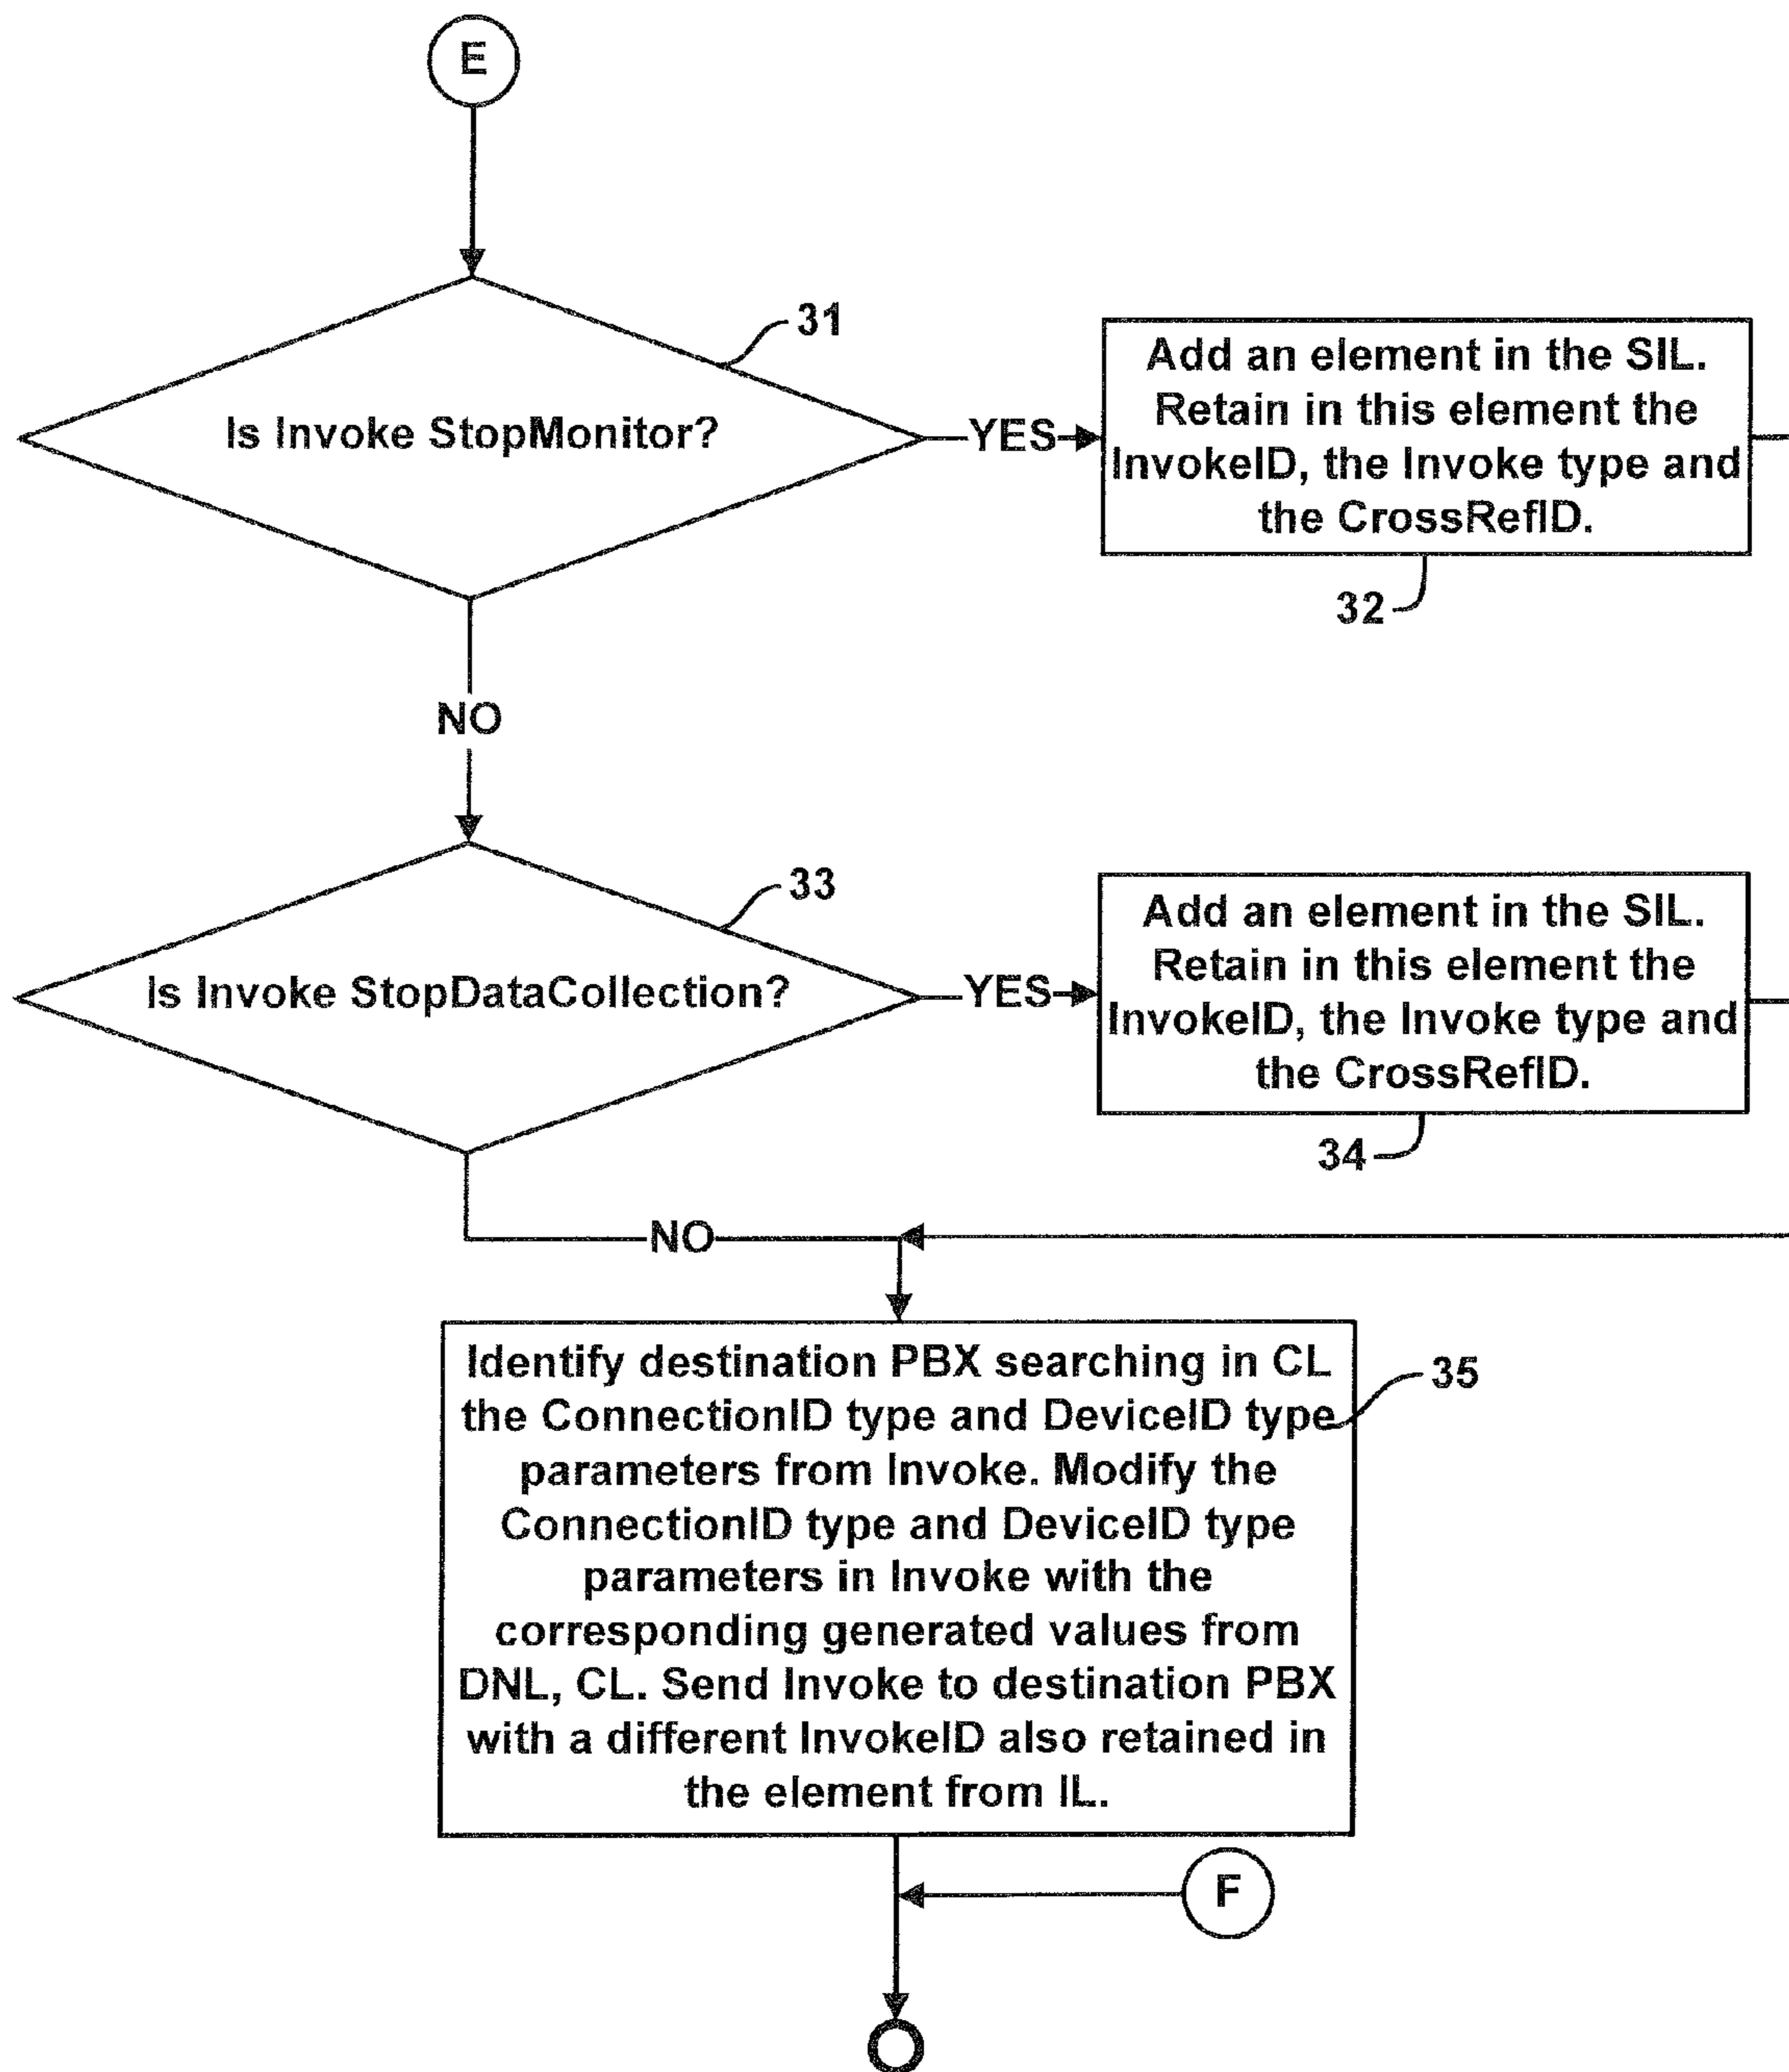 E
31
Is Invoke StopMonitor?
YES
Add an element in the SIL.
Retain in this element the
InvokeID, the Invoke type and
the CrossRefID.
32
NO
33
Is Invoke StopDataCollection?
YES
Add an element in the SIL.
Retain in this element the
InvokeID, the Invoke type and
the CrossRefID.
34
NO
Identify destination PBX searching in CL
the ConnectionID type and DeviceID type
parameters from Invoke. Modify the
ConnectionID type and DeviceID type
parameters in Invoke with the
corresponding generated values from
DNL, CL. Send Invoke to destination PBX
with a different InvokeID also retained in
the element from IL.
35
F